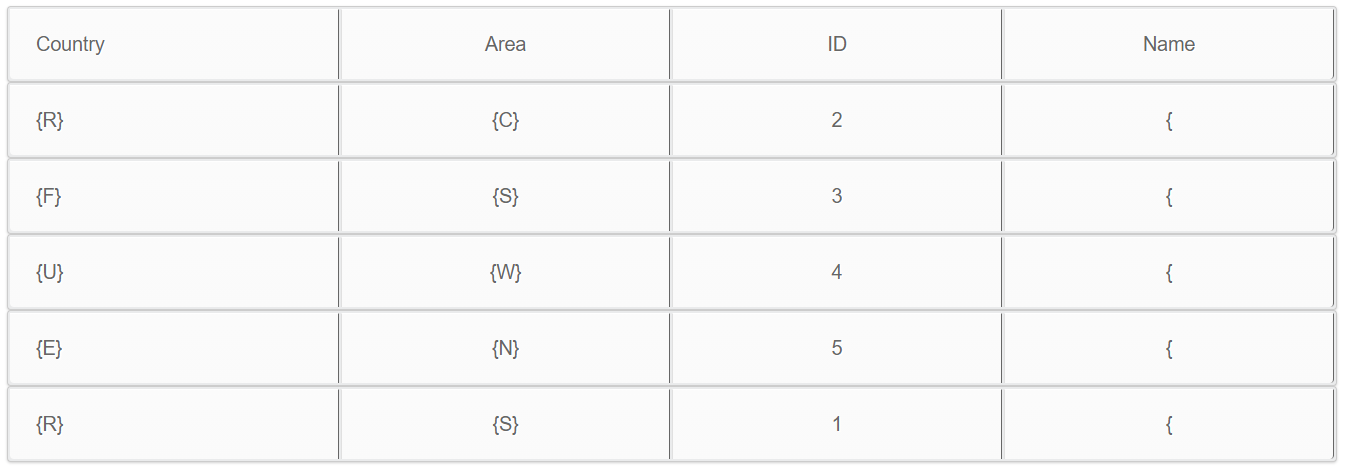 Country Area ID Name
{R} {C} 2 {
{F} {S} 3 {
{U} {W} 4 {
{E} {N} 5 {
{R} {S} 1 {